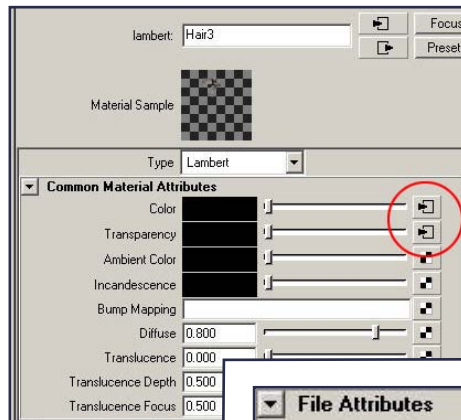 lambert: Hair3
Focus
Preset
Material Sample
Type Lambert
Common Material Attributes
Color
Transparency
Ambient Color
Incandescence
Bump Mapping
Diffuse 0.800
Translucence 0.000
Translucence Depth 0.500
Translucence Focus 0.500
File Attributes